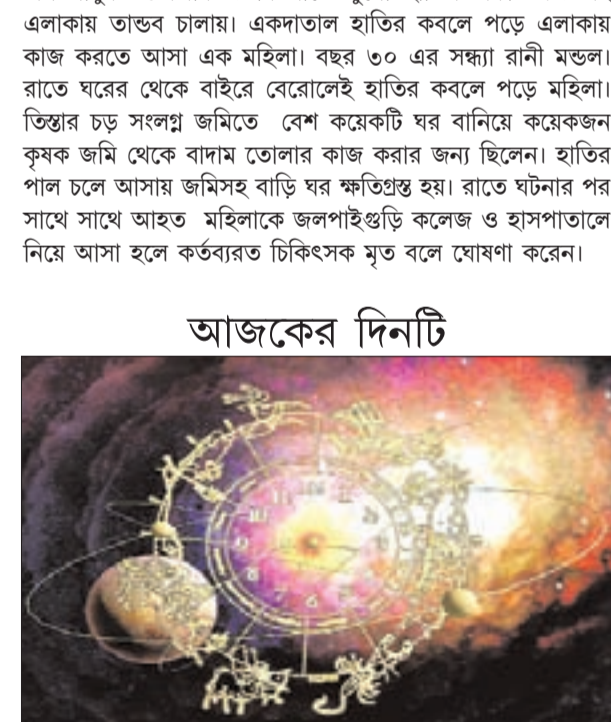 এলাকায় তান্ডব চালায়। একদাতাল হাতির কবলে পড়ে এলাকায়
কাজ করতে আসা এক মহিলা। বছর ৩০ এর সন্ধ্যা রানী মন্ডল।
রাতে ঘরের থেকে বাইরে বেরোলেই হাতির কবলে পড়ে মহিলা।
তিস্তার চড় সংলগ্ন জমিতে বেশ কয়েকটি ঘর বানিয়ে কয়েকজন
কৃষক জমি থেকে বাদাম তোলার কাজ করার জন্য ছিলেন। হাতির
পাল চলে আসায় জমিসহ বাড়ি ঘর ক্ষতিগ্রস্ত হয়। রাতে ঘটনার পর
সাথে সাথে আহত মহিলাকে জলপাইগুড়ি কলেজ ও হাসপাতালে
নিয়ে আসা হলে কর্তব্যরত চিকিৎসক মৃত বলে ঘোষণা করেন।
আজকের দিনটি